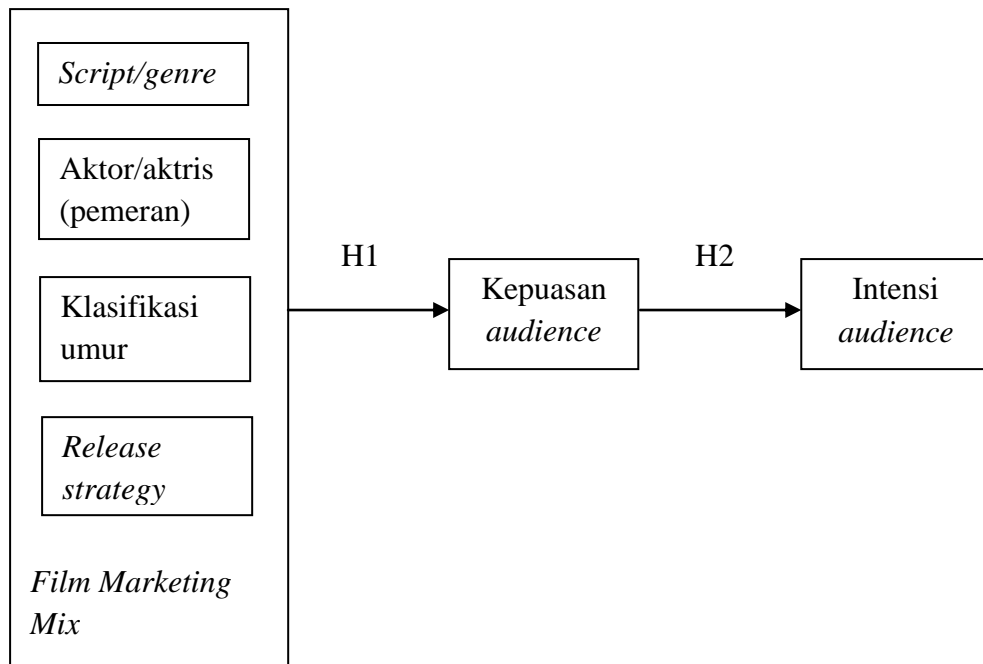 Script/genre
Aktor/aktris
(pemeran)
Klasifikasi
umur
Release
strategy
Film Marketing
Mix
H1
Kepuasan
audience
H2
Intensi
audience